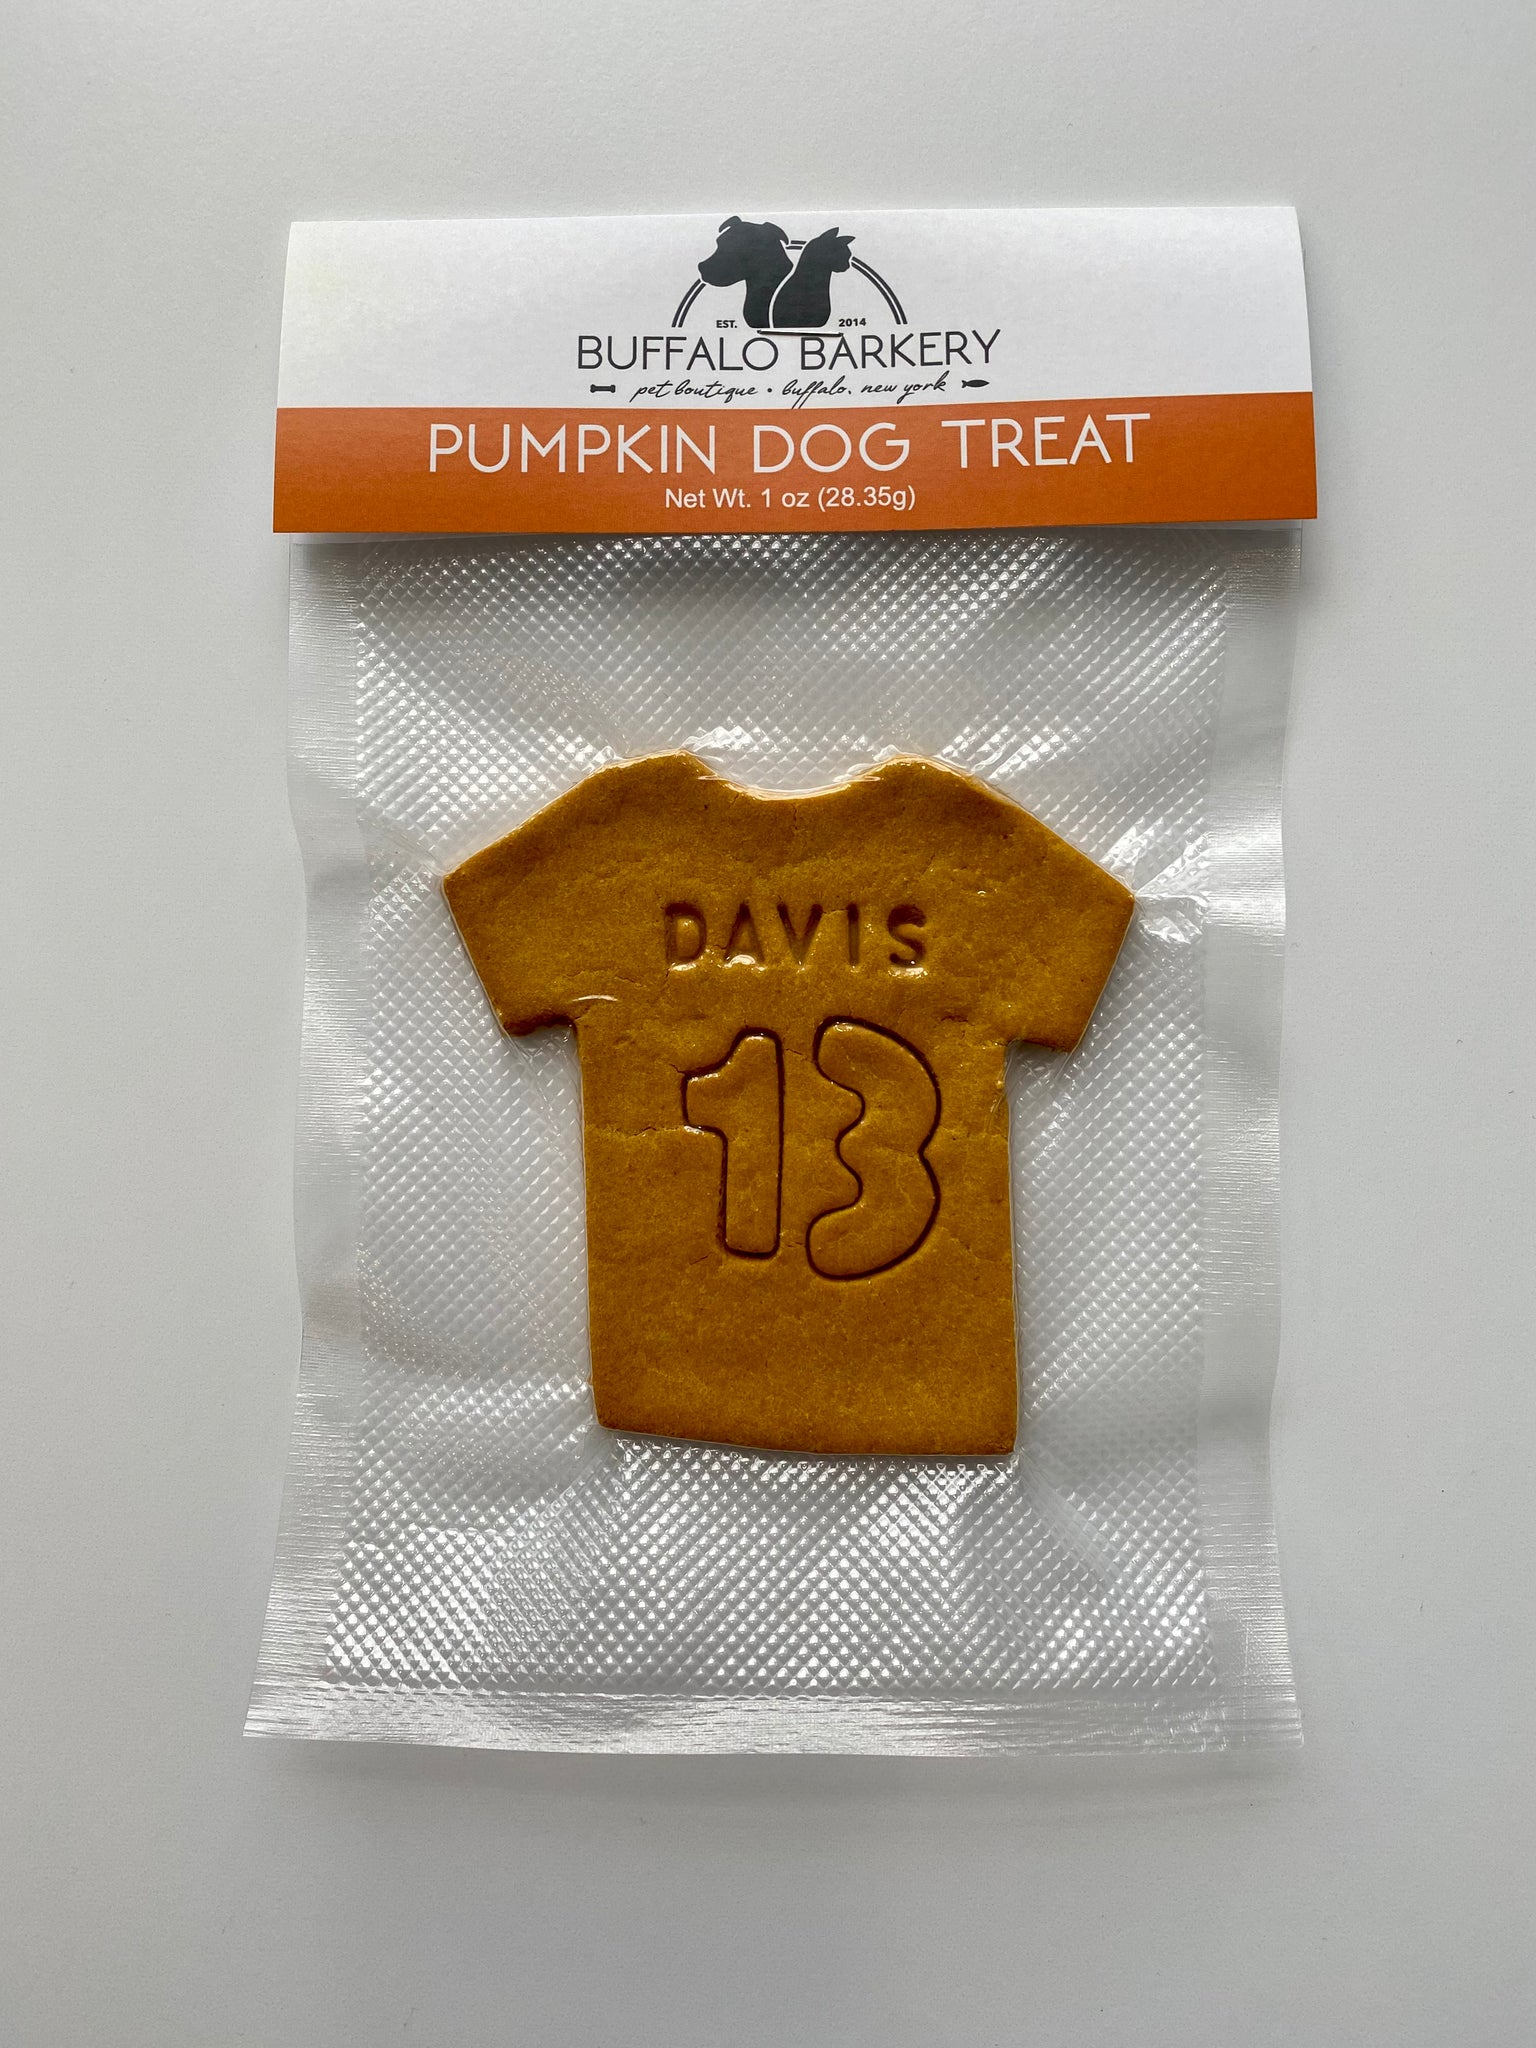 EST. 2014
BUFFALO BARKERY
pet boutique • buffalo, new york
PUMPKIN DOG TREAT
Net Wt. 1 oz (28.35g)
DAVIS
13